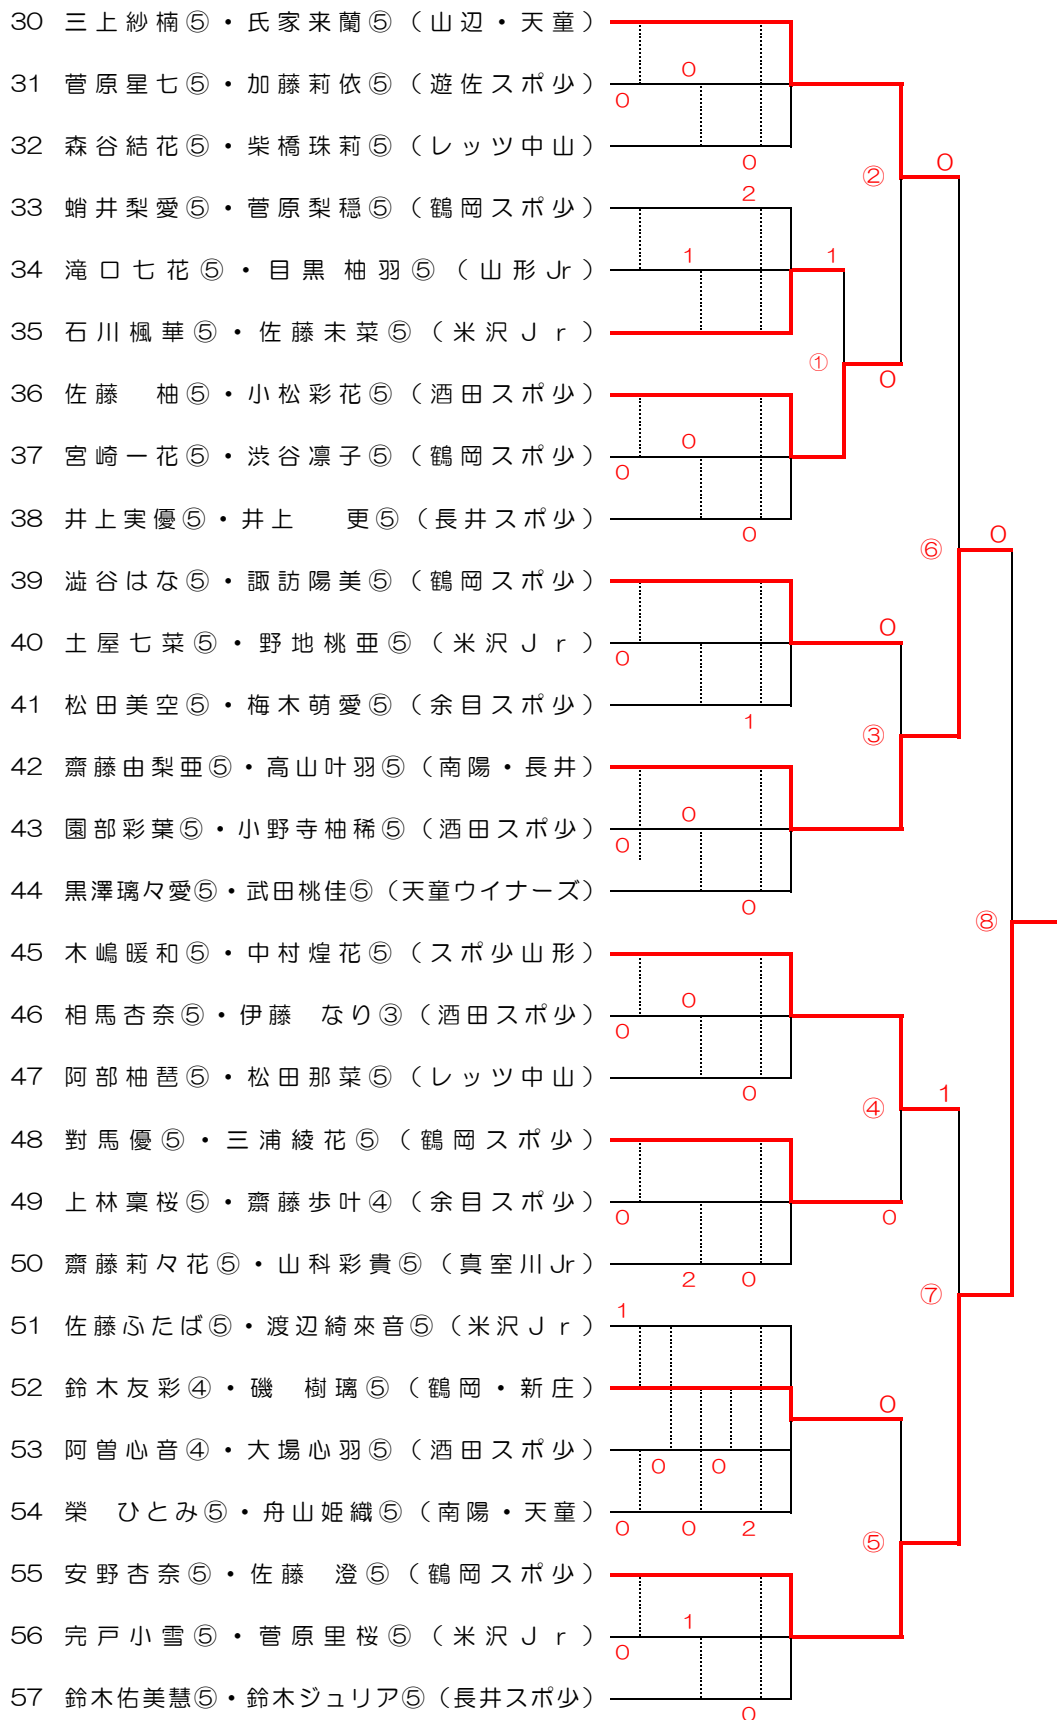 30 三上紗楠⑤・氏家来蘭⑤（山辺・天童）
0
31 菅原星七⑤・加藤莉依⑤（遊佐スポ少）
0
32 森谷結花⑤・柴橋珠莉⑤（レッツ中山）
0
0
②
2
33 蛸井梨愛⑤・菅原梨穏⑤（鶴岡スポ少）
1
1
34 滝口七花⑤・目黒柚羽⑤（山形Jr）
35 石川楓華⑤・佐藤未菜⑤（米沢Ｊｒ）
①
0
36 佐藤　柚⑤・小松彩花⑤（酒田スポ少）
0
37 宮崎一花⑤・渋谷凛子⑤（鶴岡スポ少）
0
38 井上実優⑤・井上　更⑤（長井スポ少）
0
0
⑥
39 澁谷はな⑤・諏訪陽美⑤（鶴岡スポ少）
0
40 土屋七菜⑤・野地桃亜⑤（米沢Ｊｒ）
0
41 松田美空⑤・梅木萌愛⑤（余目スポ少）
1
③
42 齋藤由梨亜⑤・高山叶羽⑤（南陽・長井）
0
43 園部彩葉⑤・小野寺柚稀⑤（酒田スポ少）
0
44 黒澤璃々愛⑤・武田桃佳⑤（天童ウイナーズ）
0
⑧
45 木嶋暖和⑤・中村煌花⑤（スポ少山形）
0
46 相馬杏奈⑤・伊藤　なり③（酒田スポ少）
0
47 阿部柚琶⑤・松田那菜⑤（レッツ中山）
0
1
④
48 對馬優⑤・三浦綾花⑤（鶴岡スポ少）
49 上林稟桜⑤・齋藤歩叶④（余目スポ少）
0
0
50 齋藤莉々花⑤・山科彩貴⑤（真室川Jr）
2
0
⑦
1
51 佐藤ふたば⑤・渡辺綺來音⑤（米沢Ｊｒ）
52 鈴木友彩④・磯　樹璃⑤（鶴岡・新庄）
0
53 阿曽心音④・大場心羽⑤（酒田スポ少）
0
0
54 榮　ひとみ⑤・舟山姫織⑤（南陽・天童）
0
0
2
⑤
55 安野杏奈⑤・佐藤　澄⑤（鶴岡スポ少）
1
56 完戸小雪⑤・菅原里桜⑤（米沢Ｊｒ）
0
57 鈴木佑美慧⑤・鈴木ジュリア⑤（長井スポ少）
0